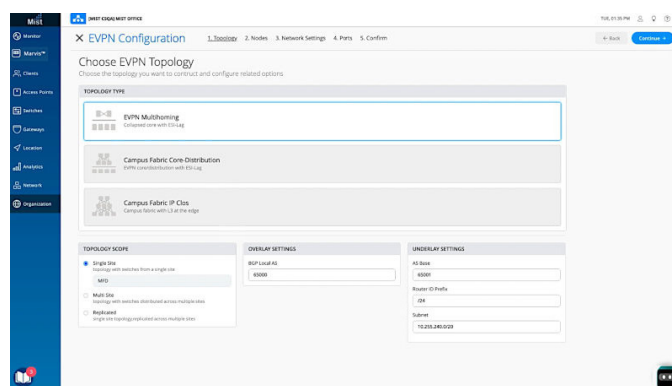 Mist
[MIST CSQA] MIST OFFICE
TUE, 01:35 PM
Monitor
Marvis™
Clients
Access Points
Switches
Gateways
Location
Analytics
Network
Organization
3
× EVPN Configuration
1. Topology 2. Nodes 3. Network Settings 4. Ports 5. Confirm
← Back
Continue →
Choose EVPN Topology
Choose the topology you want to contruct and configure related options
TOPOLOGY TYPE
EVPN Multihoming
Collapsed core with ESI-Lag
Campus Fabric Core-Distribution
EVPN core/distribution with ESI-Lag
Campus Fabric IP Clos
Campus fabric with L3 at the edge
TOPOLOGY SCOPE
Single Site
topology with switches from a single site
MFO
Multi Site
topology with switches distributed across multiple sites
Replicated
single site topology replicated across multiple sites
OVERLAY SETTINGS
BGP Local AS
65000
UNDERLAY SETTINGS
AS Base
65001
Router ID Prefix
/24
Subnet
10.255.240.0/20